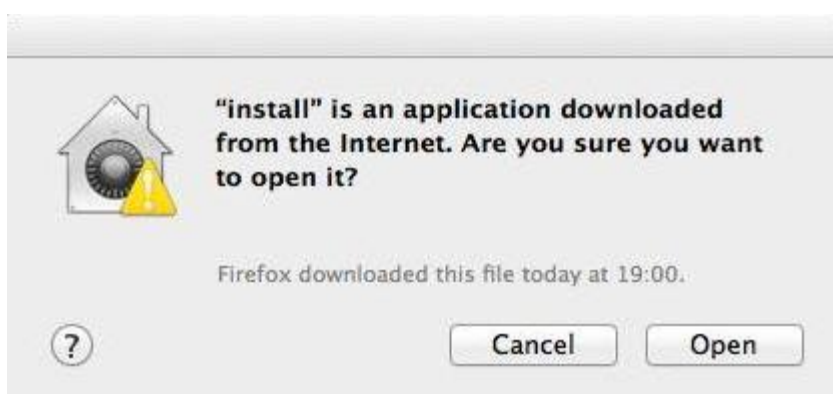 “install” is an application downloaded
from the Internet. Are you sure you want
to open it?
Firefox downloaded this file today at 19:00.
?
Cancel
Open